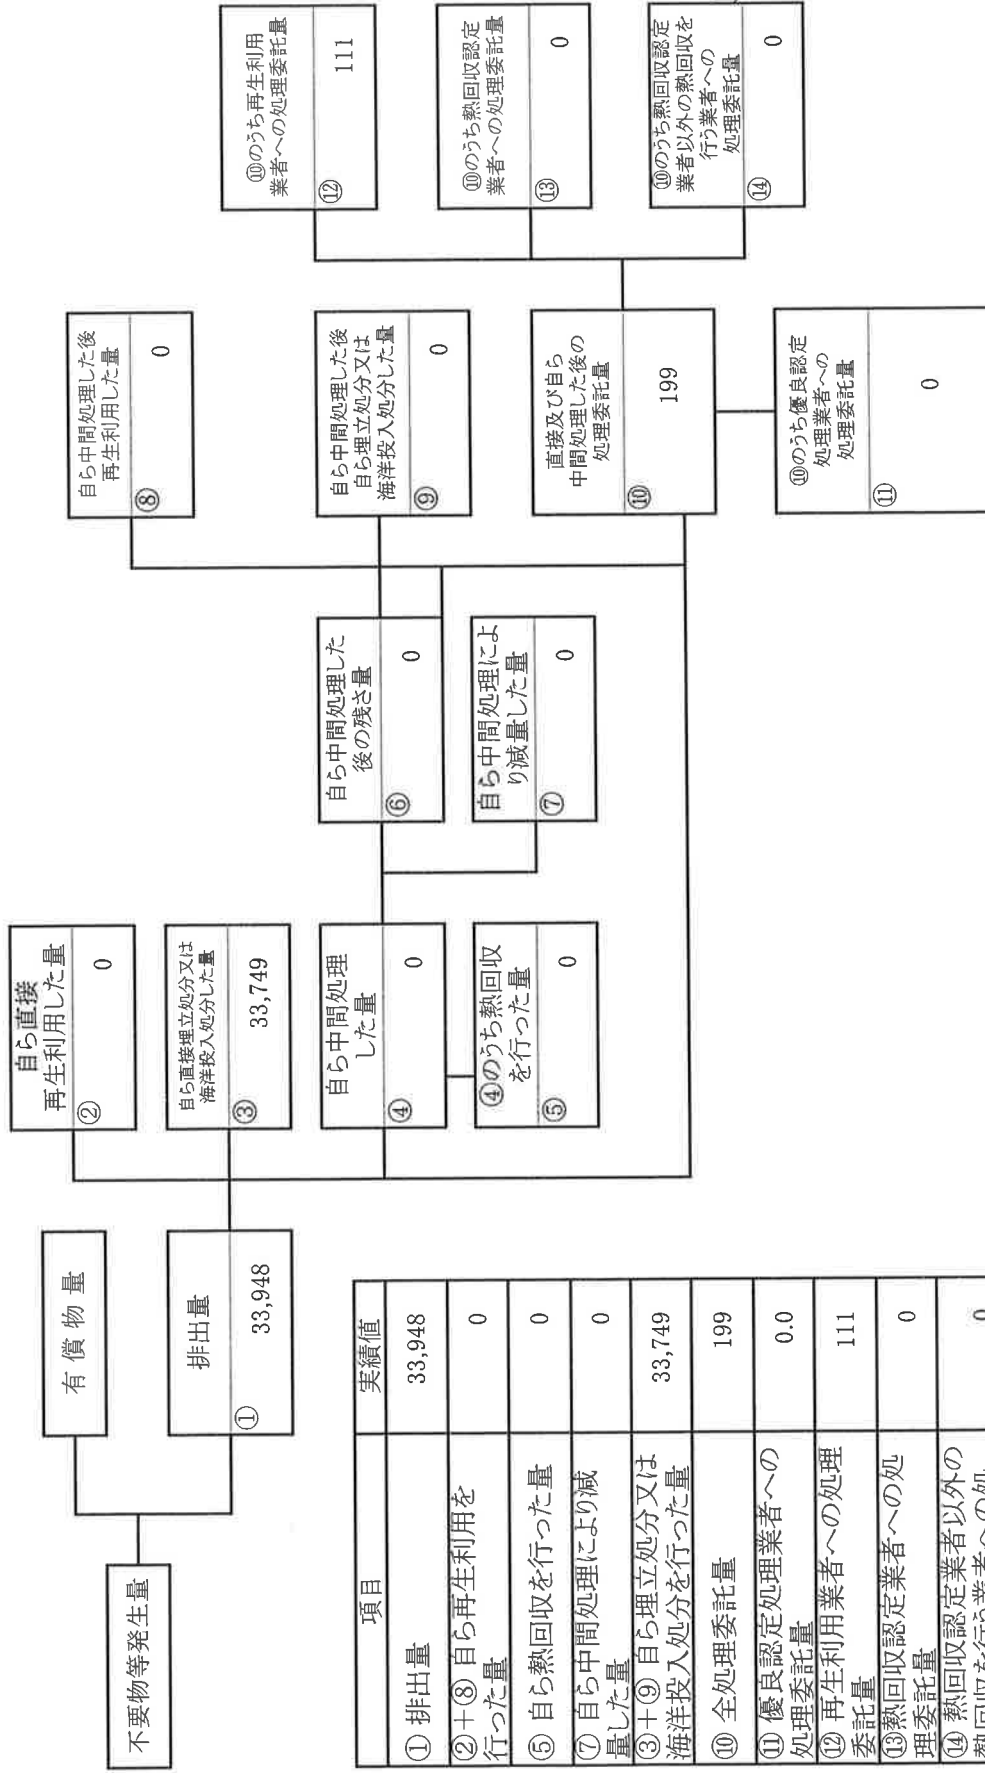 不要物等発生量
有 償 物 量
排出量
①
33,948
自ら直接
再生利用した量
②
0
自ら直接埋立処分又は
海洋投入処分した量
③
33,749
自ら中間処理
した量
④
0
④のうち熱回収
を行った量
⑤
0
自ら中間処理した
後の残さ量
⑥
0
自ら中間処理によ
り減量した量
⑦
0
自ら中間処理した後
再生利用した量
⑧
0
自ら中間処理した後
自ら埋立処分又は
海洋投入処分した量
⑨
0
直接及び自ら
中間処理した後の
処理委託量
⑩
199
⑩のうち優良認定
処理業者への
処理委託量
⑪
0
⑩のうち再生利用
業者への処理委託量
⑫
111
⑩のうち熱回収認定
業者への処理委託量
⑬
0
⑩のうち熱回収認定
業者以外の熱回収を
行う業者への
処理委託量
⑭
0
項目 実績値
① 排出量 33,948
②＋⑧ 自ら再生利用を
行った量 0
⑤ 自ら熱回収を行った量 0
⑦ 自ら中間処理により減
量した量 0
③＋⑨ 自ら埋立処分又は
海洋投入処分を行った量 33,749
⑩ 全処理委託量 199
⑪ 優良認定処理業者への
処理委託量 0.0
⑫ 再生利用業者への処理
委託量 111
⑬熱回収認定業者への処
理委託量 0
⑭ 熱回収認定業者以外の
熱回収を行う業者への処 0